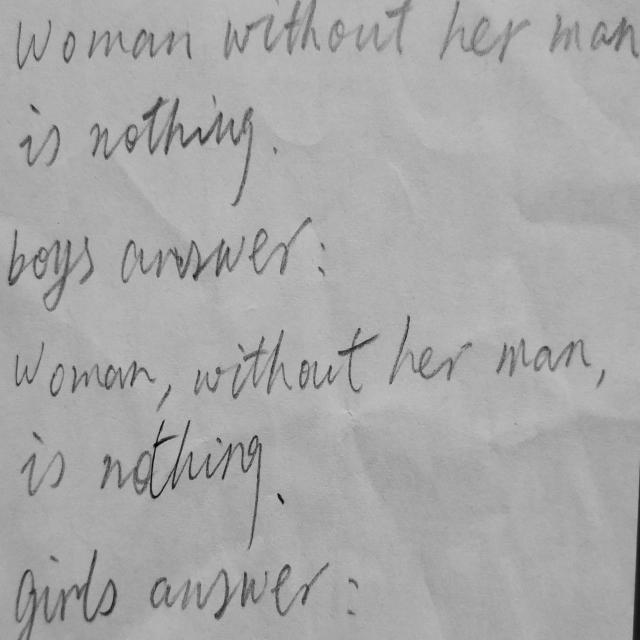 Woman without her man
is nothing.
boys answer:
Woman, without her man,
is nothing.
girls answer: